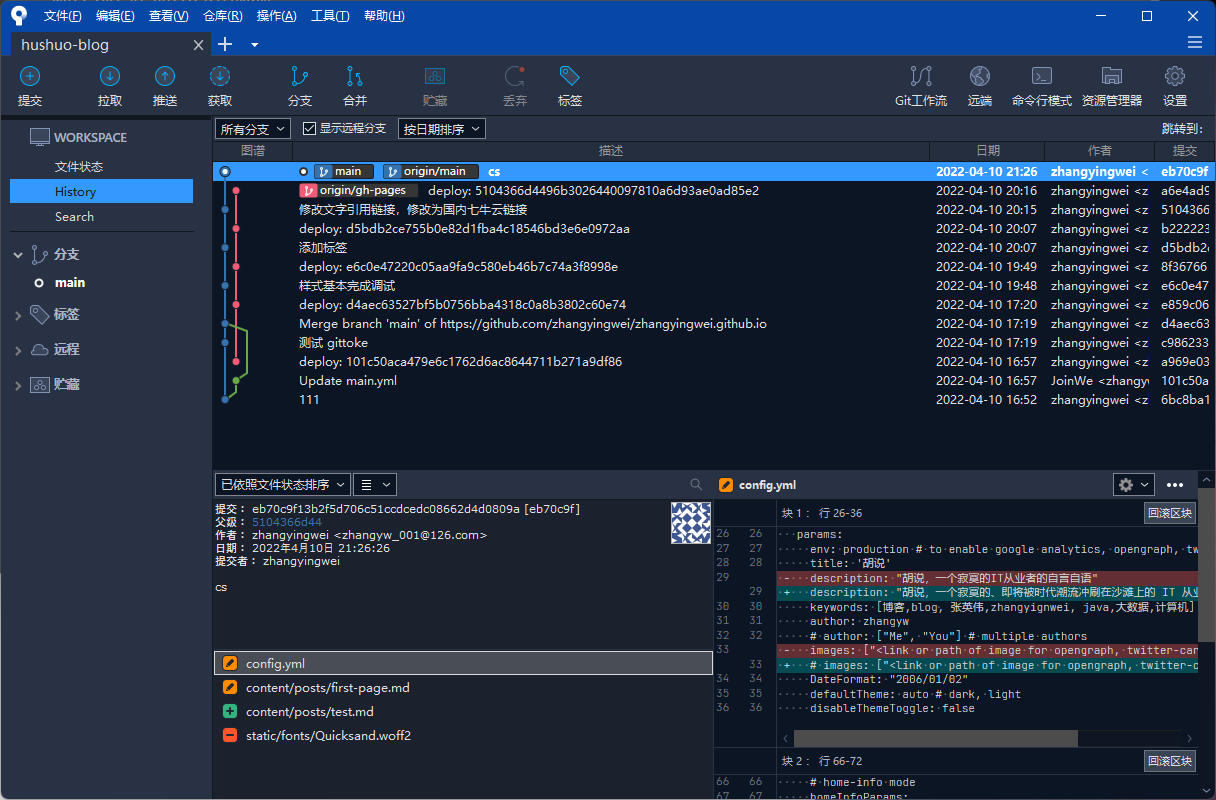 文件(F) 编辑(E) 查看(V) 仓库(R) 操作(A) 工具(T) 帮助(H)
hushuo-blog
提交 拉取 推送 获取 分支 合并 贮藏 丢弃 标签 Git工作流 远端 命令行模式 资源管理器 设置
WORKSPACE
文件状态
History
Search
分支
main
标签
远程
贮藏
所有分支 显示远程分支 按日期排序 跳转到:
图谱 描述 日期 作者 提交
main origin/main cs 2022-04-10 21:26 zhangyingwei < eb70c9f
origin/gh-pages deploy: 5104366d4496b3026440097810a6d93ae0ad85e2 2022-04-10 20:16 zhangyingwei <z a6e4ad9
修改文字引用链接，修改为国内七牛云链接 2022-04-10 20:15 zhangyingwei <z 5104366
deploy: d5bdb2ce755b0e82d1fba4c18546bd3e6e0972aa 2022-04-10 20:07 zhangyingwei <z b222223
添加标签 2022-04-10 20:07 zhangyingwei <z d5bdb2c
deploy: e6c0e47220c05aa9fa9c580eb46b7c74a3f8998e 2022-04-10 19:49 zhangyingwei <z 8f36766
样式基本完成调试 2022-04-10 19:48 zhangyingwei <z e6c0e47
deploy: d4aec63527bf5b0756bba4318c0a8b3802c60e74 2022-04-10 17:20 zhangyingwei <z e859c06
Merge branch 'main' of https://github.com/zhangyingwei/zhangyingwei.github.io 2022-04-10 17:19 zhangyingwei <z d4aec63
测试 gittoke 2022-04-10 17:19 zhangyingwei <z c986233
deploy: 101c50aca479e6c1762d6ac8644711b271a9df86 2022-04-10 16:57 zhangyingwei <z a969e03
Update main.yml 2022-04-10 16:57 JoinWe <zhangyw 101c50a
111 2022-04-10 16:52 zhangyingwei <z 6bc8ba1
已依照文件状态排序
提交： eb70c9f13b2f5d706c51ccdcedc08662d4d0809a [eb70c9f]
父级： 5104366d44
作者： zhangyingwei <zhangyw_001@126.com>
日期： 2022年4月10日 21:26:26
提交者： zhangyingwei
cs
config.yml
content/posts/first-page.md
content/posts/test.md
static/fonts/Quicksand.woff2
config.yml
块 1： 行 26-36 回滚区块
26 26 params:
27 27 env: production # to enable google analytics, opengraph, tw
28 28 title: '胡说'
29 - description: "胡说，一个寂寞的IT从业者的自言自语"
29 + description: "胡说，一个寂寞的、即将被时代潮流冲刷在沙滩上的 IT 从业
30 30 keywords: [博客,blog, 张英伟,zhangyignwei, java,大数据,计算机]
31 31 author: zhangyw
32 32 # author: ["Me", "You"] # multiple authors
33 - images: ["<link or path of image for opengraph, twitter-car
33 + # images: ["<link or path of image for opengraph, twitter-c
34 34 DateFormat: "2006/01/02"
35 35 defaultTheme: auto # dark, light
36 36 disableThemeToggle: false
块 2： 行 66-72 回滚区块
66 66 # home-info mode
67 67 homeInfoParams: